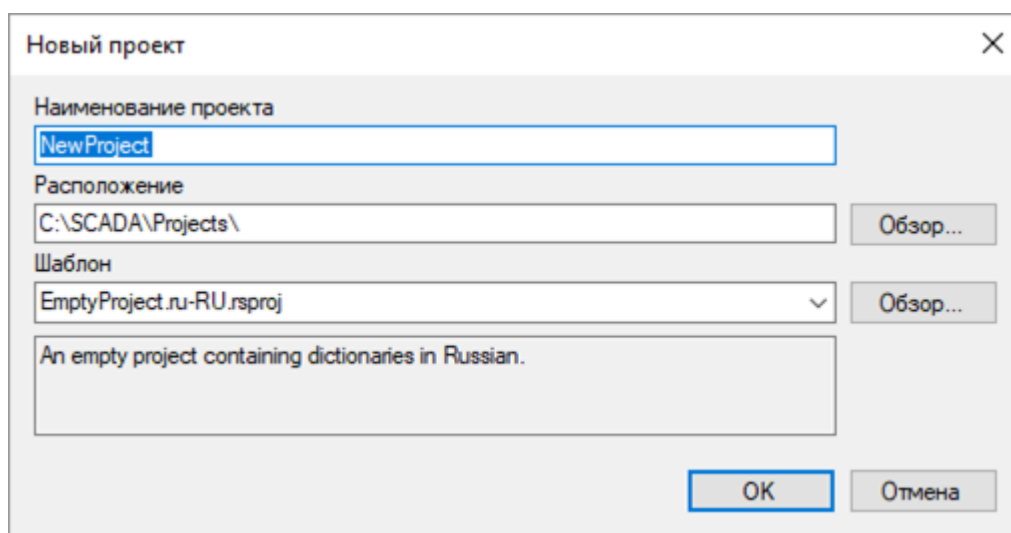 Новый проект
Наименование проекта
NewProject
Расположение
C:\SCADA\Projects\
Обзор...
Шаблон
EmptyProject.ru-RU.rsproj
Обзор...
An empty project containing dictionaries in Russian.
OK
Отмена